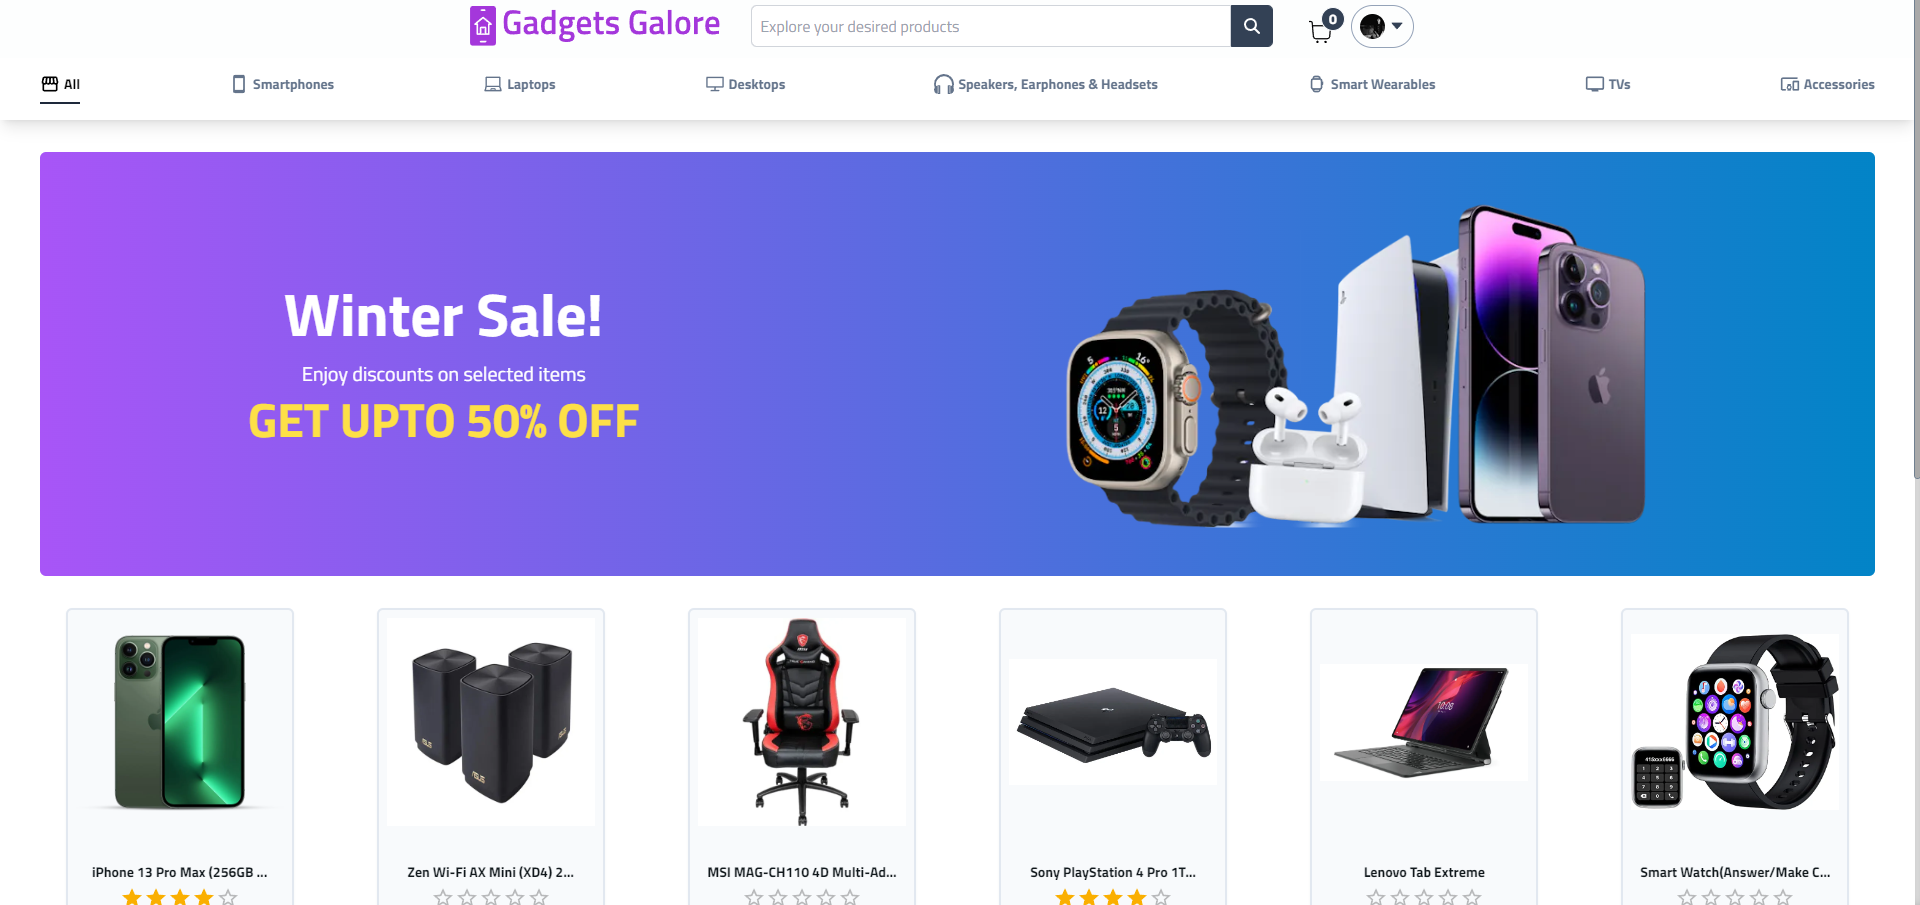 Gadgets Galore
Explore your desired products
0
All
Smartphones
Laptops
Desktops
Speakers, Earphones & Headsets
Smart Wearables
TVs
Accessories
Winter Sale!
Enjoy discounts on selected items
GET UPTO 50% OFF
iPhone 13 Pro Max (256GB ...
Zen Wi-Fi AX Mini (XD4) 2...
MSI MAG-CH110 4D Multi-Ad...
Sony PlayStation 4 Pro 1T...
Lenovo Tab Extreme
Smart Watch(Answer/Make C...